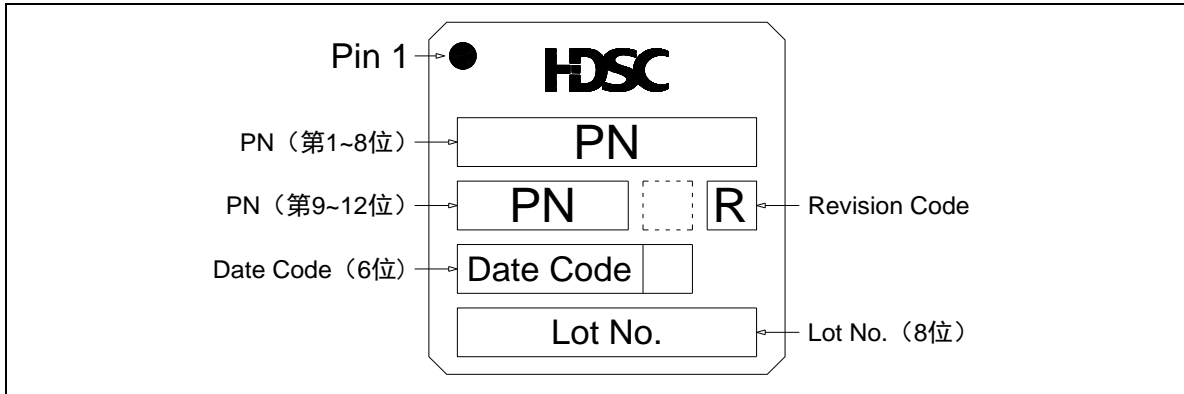 Pin 1 HDSC
PN（第1~8位） PN
PN（第9~12位） PN R Revision Code
Date Code（6位） Date Code
Lot No. Lot No.（8位）